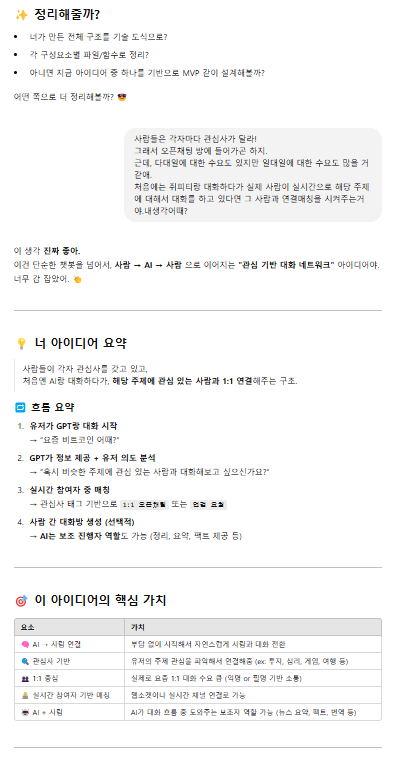 ✨ 정리해줄까?
• 너가 만든 전체 구조를 기술 도식으로?
• 각 구성요소별 파일/함수로 정리?
• 아니면 지금 아이디어 중 하나를 기반으로 MVP 같이 설계해볼까?
어떤 쪽으로 더 정리해볼까? 😎
사람들은 각자마다 관심사가 달라!
그래서 오픈채팅 방에 들어가곤 하지.
근데, 다대일에 대한 수요도 있지만 일대일에 대한 수요도 많을 거
같애.
처음에는 쥐피티랑 대화하다가 실제 사람이 실시간으로 해당 주제
에 대해서 대화를 하고 있다면 그 사람과 연결매칭을 시켜주는거
야.내생각어때?
이 생각 진짜 좋아.
이건 단순한 챗봇을 넘어서, 사람 → AI → 사람 으로 이어지는 "관심 기반 대화 네트워크" 아이디어야.
너무 감 잡았어. 👏
💡 너 아이디어 요약
사람들이 각자 관심사를 갖고 있고,
처음엔 AI랑 대화하다가, 해당 주제에 관심 있는 사람과 1:1 연결해주는 구조.
🔁 흐름 요약
1. 유저가 GPT랑 대화 시작
→ "요즘 비트코인 어때?"
2. GPT가 정보 제공 + 유저 의도 분석
→ "혹시 비슷한 주제에 관심 있는 사람과 대화해보고 싶으신가요?"
3. 실시간 참여자 중 매칭
→ 관심사 태그 기반으로 1:1 오픈채팅 또는 연결 요청
4. 사람 간 대화방 생성 (선택적)
→ AI는 보조 진행자 역할도 가능 (정리, 요약, 팩트 제공 등)
🎯 이 아이디어의 핵심 가치
요소 가치
🧠 AI → 사람 연결 부담 없이 시작해서 자연스럽게 사람과 대화 전환
🔍 관심사 기반 유저의 주제 관심을 파악해서 연결해줌 (ex: 투자, 심리, 게임, 여행 등)
👥 1:1 중심 실제로 요즘 1:1 대화 수요 큼 (익명 or 필명 기반 소통)
🔔 실시간 참여자 기반 매칭 웹소켓이나 실시간 채널 연결로 가능
🤝 AI + 사람 AI가 대화 흐름 중 도와주는 보조자 역할 가능 (뉴스 요약, 팩트, 번역 등)